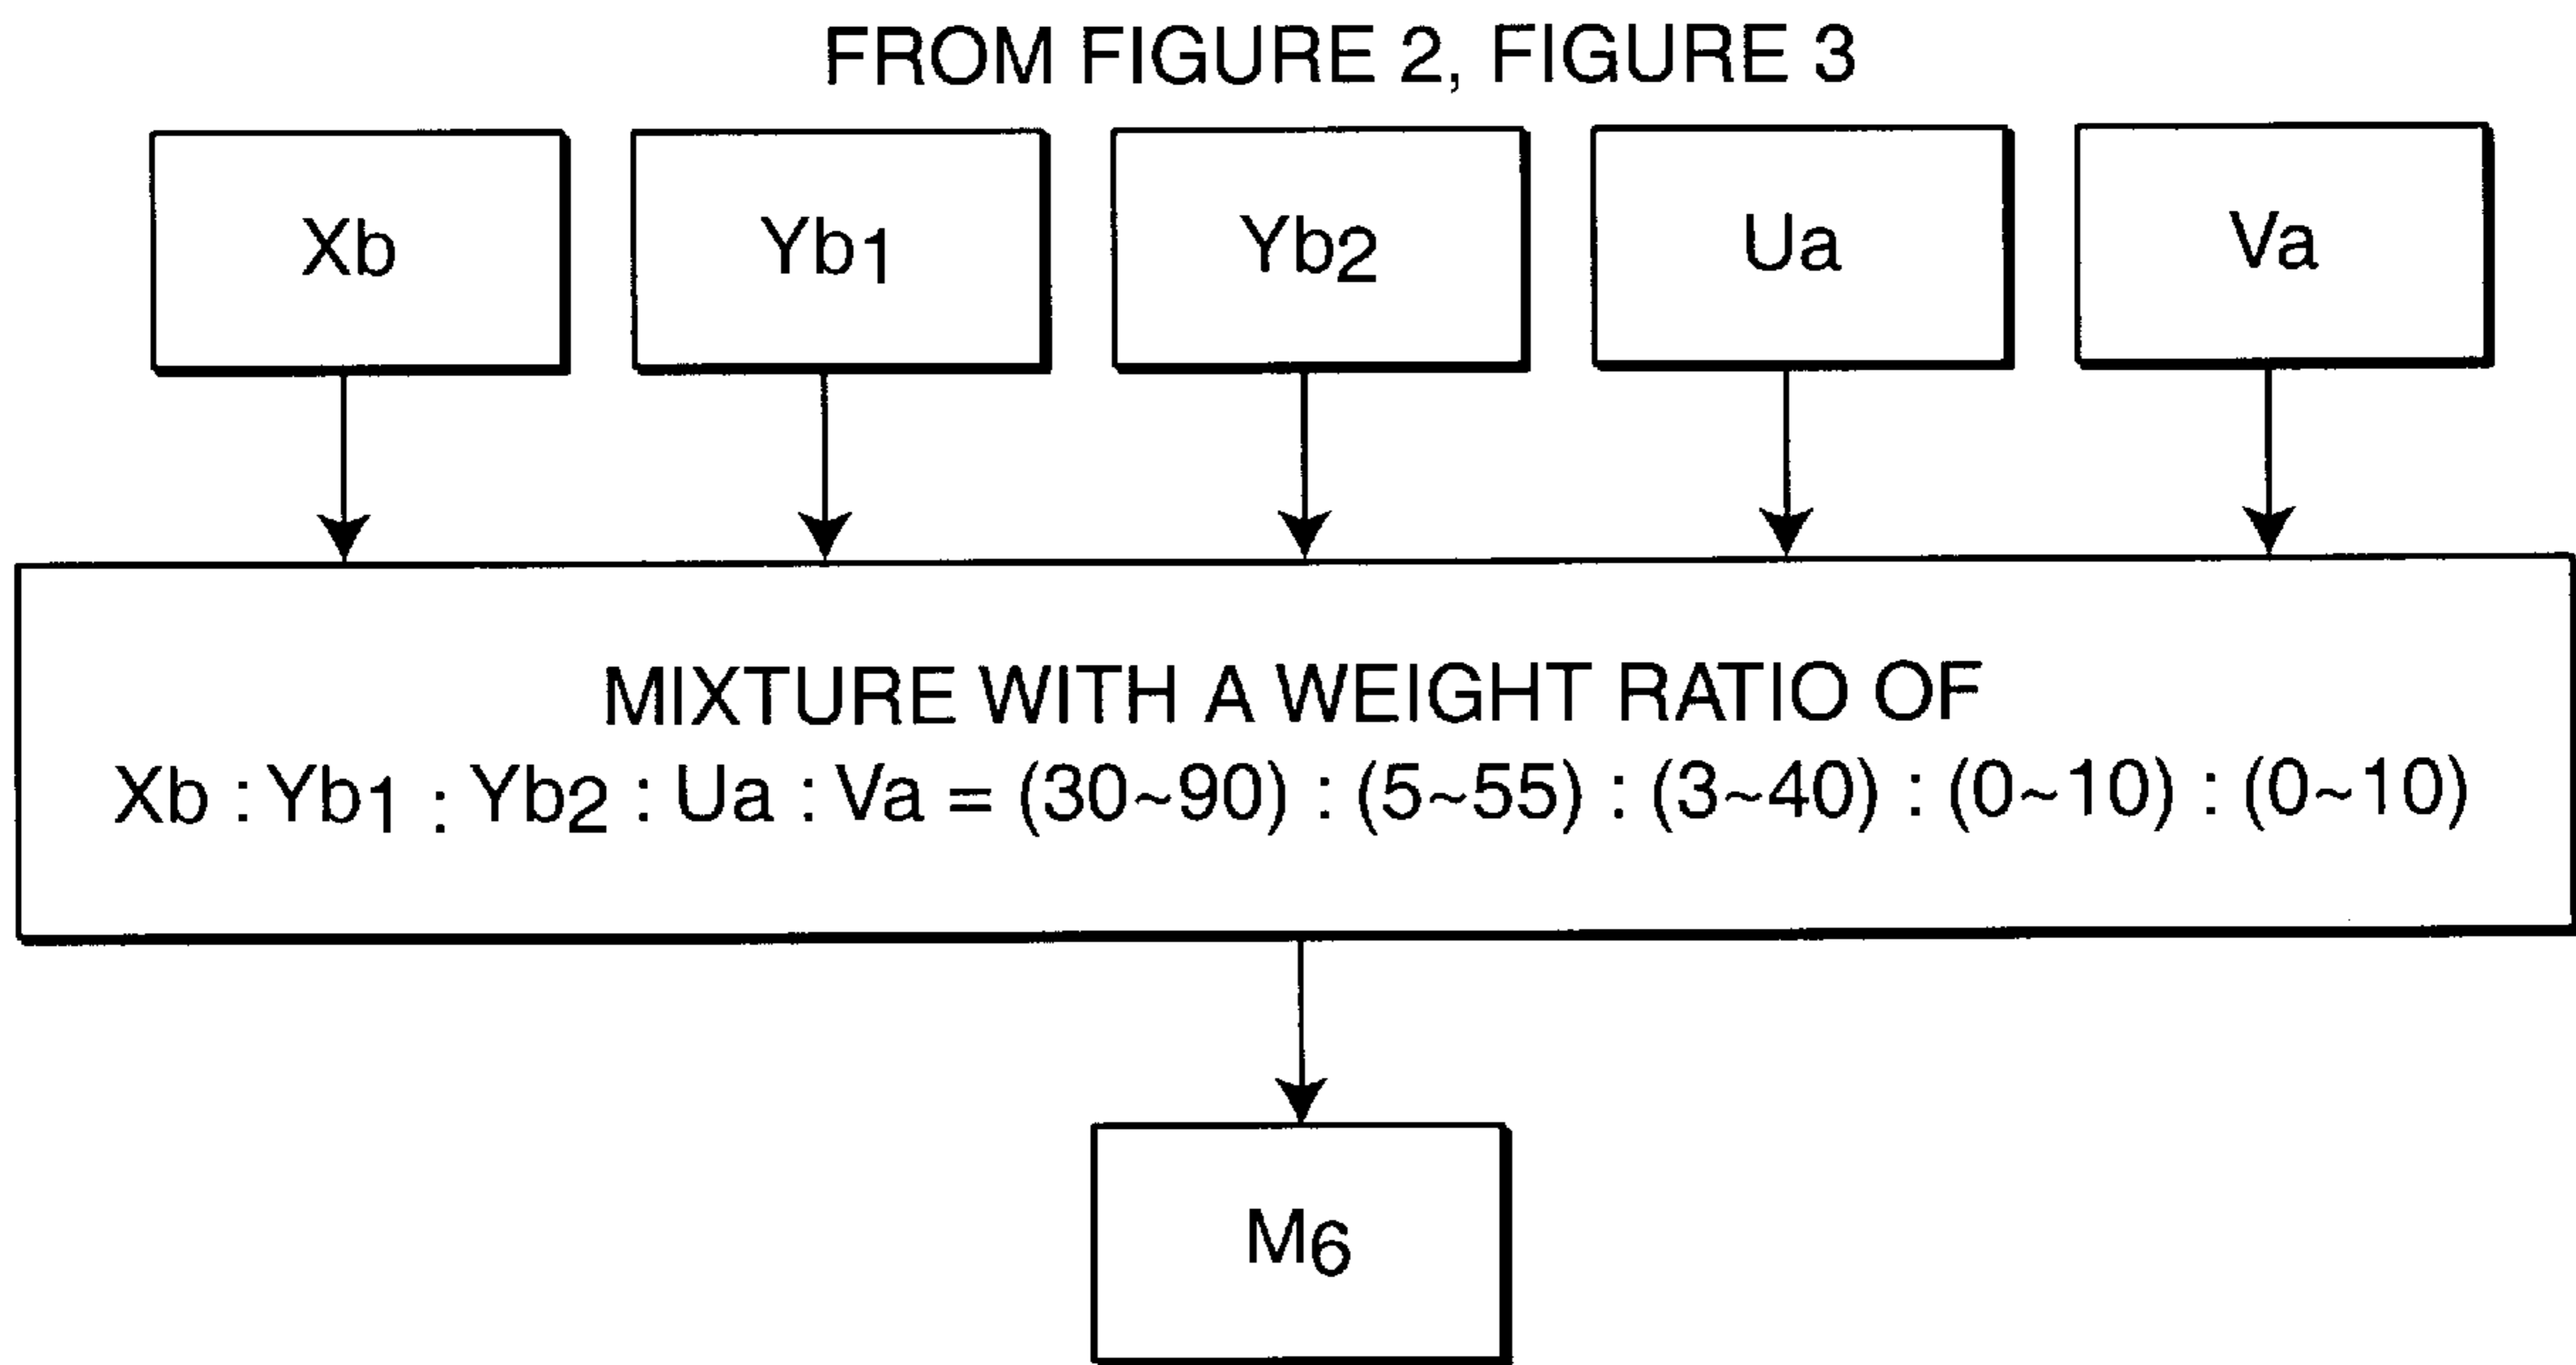 FROM FIGURE 2, FIGURE 3
Xb
Yb1
Yb2
Ua
Va
MIXTURE WITH A WEIGHT RATIO OF
Xb : Yb1 : Yb2 : Ua : Va = (30~90) : (5~55) : (3~40) : (0~10) : (0~10)
M6